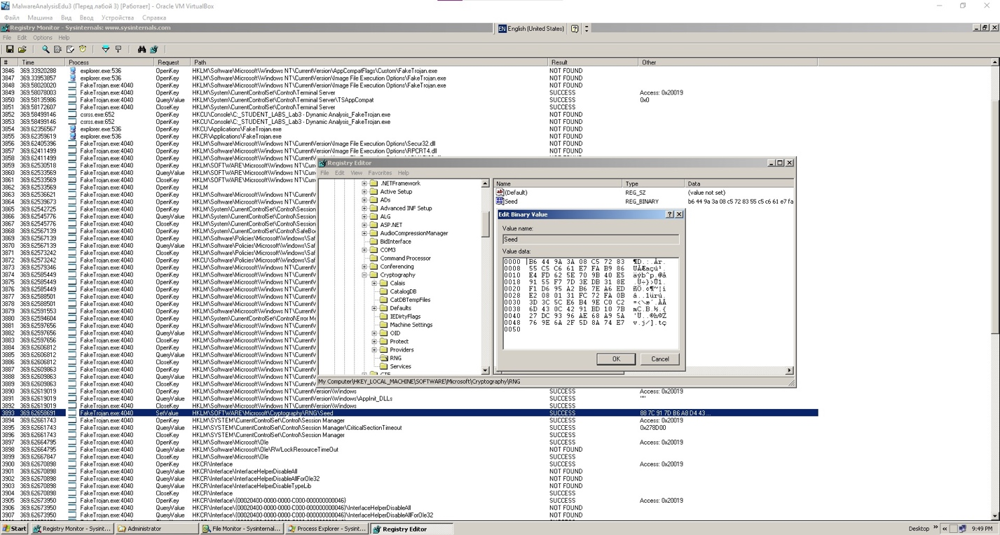 MalwareAnalysisEdu3 (Перед лабой 3) [Работает] - Oracle VM VirtualBox
Файл Машина Вид Ввод Устройства Справка
Registry Monitor - Sysinternals: www.sysinternals.com
EN English (United States)
File Edit Options Help
# Time Process Request Path Result Other
3846 369.33920288 explorer.exe:536 OpenKey HKLM\Software\Microsoft\Windows NT\CurrentVersion\AppCompatFlags\Custom\FakeTrojan.exe NOT FOUND
3847 369.33953857 explorer.exe:536 OpenKey HKLM\Software\Microsoft\Windows NT\CurrentVersion\Image File Execution Options\FakeTrojan.exe NOT FOUND
3848 369.58020020 FakeTrojan.exe:4040 OpenKey HKLM\Software\Microsoft\Windows NT\CurrentVersion\Image File Execution Options\FakeTrojan.exe NOT FOUND
3849 369.58078003 FakeTrojan.exe:4040 OpenKey HKLM\System\CurrentControlSet\Control\Terminal Server SUCCESS Access: 0x20019
3850 369.58135986 FakeTrojan.exe:4040 QueryValue HKLM\System\CurrentControlSet\Control\Terminal Server\TSAppCompat SUCCESS 0x0
3851 369.58172607 FakeTrojan.exe:4040 CloseKey HKLM\System\CurrentControlSet\Control\Terminal Server SUCCESS
3852 369.58499146 csrss.exe:652 OpenKey HKCU\Console\C:_STUDENT_LABS_Lab3 - Dynamic Analysis_FakeTrojan.exe NOT FOUND
3853 369.58499146 csrss.exe:652 OpenKey HKCU\Console\C:_STUDENT_LABS_Lab3 - Dynamic Analysis_FakeTrojan.exe NOT FOUND
3854 369.62356567 explorer.exe:536 OpenKey HKCU\Applications\FakeTrojan.exe NOT FOUND
3855 369.62359619 explorer.exe:536 OpenKey HKCR\Applications\FakeTrojan.exe NOT FOUND
3856 369.62405396 FakeTrojan.exe:4040 OpenKey HKLM\Software\Microsoft\Windows NT\CurrentVersion\Image File Execution Options\Secur32.dll NOT FOUND
3857 369.62411499 FakeTrojan.exe:4040 OpenKey HKLM\Software\Microsoft\Windows NT\CurrentVersion\Image File Execution Options\RPCRT4.dll NOT FOUND
3858 369.62411499 FakeTrojan.exe:4040 OpenKey HKLM\Software\Microsoft\Windows NT\CurrentVersion\Image File Execution
3860 369.62530518 FakeTrojan.exe:4040 OpenKey HKLM\SOFTWARE\Microsoft\Windows NT\Curre
3860 369.62533569 FakeTrojan.exe:4040 QueryValue HKLM\SOFTWARE\Microsoft\Windows NT\Curre
3861 369.62533569 FakeTrojan.exe:4040 CloseKey HKLM\SOFTWARE\Microsoft\Windows NT\Curre
3862 369.62533569 FakeTrojan.exe:4040 OpenKey HKLM
3863 369.62536621 FakeTrojan.exe:4040 OpenKey HKLM\Software\Microsoft\Windows NT\CurrentV
3864 369.62539673 FakeTrojan.exe:4040 OpenKey HKLM\Software\Microsoft\Windows NT\CurrentV
3865 369.62542725 FakeTrojan.exe:4040 OpenKey HKLM\System\CurrentControlSet\Control\Session
3866 369.62545776 FakeTrojan.exe:4040 QueryValue HKLM\System\CurrentControlSet\Control\Session
3867 369.62545776 FakeTrojan.exe:4040 CloseKey HKLM\System\CurrentControlSet\Control\Session
3868 369.62567139 FakeTrojan.exe:4040 OpenKey HKLM\System\CurrentControlSet\Control\SafeBo
3869 369.62567139 FakeTrojan.exe:4040 OpenKey HKLM\Software\Policies\Microsoft\Windows\Saf
3870 369.62567139 FakeTrojan.exe:4040 QueryValue HKLM\Software\Policies\Microsoft\Windows\Saf
3871 369.62573242 FakeTrojan.exe:4040 CloseKey HKLM\Software\Policies\Microsoft\Windows\Saf
3872 369.62573242 FakeTrojan.exe:4040 OpenKey HKCU\Software\Policies\Microsoft\Windows\Saf
3873 369.62579346 FakeTrojan.exe:4040 OpenKey HKLM\Software\Microsoft\Windows NT\CurrentV
3874 369.62585449 FakeTrojan.exe:4040 OpenKey HKLM\Software\Microsoft\Windows NT\CurrentV
3875 369.62585449 FakeTrojan.exe:4040 OpenKey HKLM\Software\Microsoft\Windows NT\CurrentV
3876 369.62585449 FakeTrojan.exe:4040 OpenKey HKLM\Software\Microsoft\Windows NT\CurrentV
3877 369.62588501 FakeTrojan.exe:4040 OpenKey HKLM\Software\Microsoft\Windows NT\CurrentV
3878 369.62588501 FakeTrojan.exe:4040 OpenKey HKLM\Software\Microsoft\Windows NT\CurrentV
3879 369.62591553 FakeTrojan.exe:4040 OpenKey HKLM\Software\Microsoft\Windows NT\CurrentV
3880 369.62594604 FakeTrojan.exe:4040 OpenKey HKLM\System\CurrentControlSet\Control\Error Me
3881 369.62597656 FakeTrojan.exe:4040 OpenKey HKLM\Software\Microsoft\Windows NT\CurrentV
3882 369.62597656 FakeTrojan.exe:4040 QueryValue HKLM\Software\Microsoft\Windows NT\CurrentV
3883 369.62597656 FakeTrojan.exe:4040 CloseKey HKLM\Software\Microsoft\Windows NT\CurrentV
3884 369.62606812 FakeTrojan.exe:4040 OpenKey HKLM\Software\Microsoft\Windows NT\CurrentV
3885 369.62606812 FakeTrojan.exe:4040 QueryValue HKLM\Software\Microsoft\Windows NT\CurrentV
3886 369.62606812 FakeTrojan.exe:4040 CloseKey HKLM\Software\Microsoft\Windows NT\CurrentV
3887 369.62609863 FakeTrojan.exe:4040 OpenKey HKLM\Software\Microsoft\Windows NT\CurrentV
3888 369.62609863 FakeTrojan.exe:4040 QueryValue HKLM\Software\Microsoft\Windows NT\CurrentV
3889 369.62609863 FakeTrojan.exe:4040 CloseKey HKLM\Software\Microsoft\Windows NT\CurrentV
3890 369.62619019 FakeTrojan.exe:4040 OpenKey HKLM\Software\Microsoft\Windows NT\CurrentVersion\Windows SUCCESS Access: 0x20019
3891 369.62619019 FakeTrojan.exe:4040 QueryValue HKLM\Software\Microsoft\Windows NT\CurrentVersion\Windows\AppInit_DLLs SUCCESS ""
3892 369.62619019 FakeTrojan.exe:4040 CloseKey HKLM\Software\Microsoft\Windows NT\CurrentVersion\Windows SUCCESS
3893 369.62658691 FakeTrojan.exe:4040 SetValue HKLM\SOFTWARE\Microsoft\Cryptography\RNG\Seed SUCCESS 88 7C 91 7D B6 A8 D4 43 ...
3894 369.62661743 FakeTrojan.exe:4040 OpenKey HKLM\SYSTEM\CurrentControlSet\Control\Session Manager SUCCESS Access: 0x20019
3895 369.62661743 FakeTrojan.exe:4040 QueryValue HKLM\SYSTEM\CurrentControlSet\Control\Session Manager\CriticalSectionTimeout SUCCESS 0x278D00
3896 369.62661743 FakeTrojan.exe:4040 CloseKey HKLM\SYSTEM\CurrentControlSet\Control\Session Manager SUCCESS
3897 369.62664795 FakeTrojan.exe:4040 OpenKey HKLM\Software\Microsoft\Ole SUCCESS Access: 0x20019
3898 369.62664795 FakeTrojan.exe:4040 QueryValue HKLM\Software\Microsoft\Ole\RWLockResourceTimeOut NOT FOUND
3899 369.62667847 FakeTrojan.exe:4040 CloseKey HKLM\Software\Microsoft\Ole SUCCESS
3900 369.62670898 FakeTrojan.exe:4040 OpenKey HKCR\Interface SUCCESS Access: 0x20019
3901 369.62670898 FakeTrojan.exe:4040 QueryValue HKCR\Interface\InterfaceHelperDisableAll NOT FOUND
3902 369.62670898 FakeTrojan.exe:4040 QueryValue HKCR\Interface\InterfaceHelperDisableAllForOle32 NOT FOUND
3903 369.62670898 FakeTrojan.exe:4040 QueryValue HKCR\Interface\InterfaceHelperDisableTypeLib NOT FOUND
3904 369.62670898 FakeTrojan.exe:4040 CloseKey HKCR\Interface SUCCESS
3905 369.62673950 FakeTrojan.exe:4040 OpenKey HKCR\Interface\{00020400-0000-0000-C000-000000000046} SUCCESS Access: 0x20019
3906 369.62673950 FakeTrojan.exe:4040 QueryValue HKCR\Interface\{00020400-0000-0000-C000-000000000046}\InterfaceHelperDisableAll NOT FOUND
FakeTrojan.exe:4040 QueryValue HKCR\Interface\{00020400-0000-0000-C000-000000000046}\InterfaceHelperDisableAllForOle32 NOT FOUND
Registry Editor
File Edit View Favorites Help
.NETFramework
Active Setup
ADs
Advanced INF Setup
ALG
ASP.NET
AudioCompressionManager
BidInterface
COM3
Command Processor
Conferencing
Cryptography
Calais
CatalogDB
CatDBTempFiles
Defaults
IEDirtyFlags
Machine Settings
OID
Protect
Providers
RNG
Services
CTF
Name Type Data
(Default) REG_SZ (value not set)
Seed REG_BINARY b6 44 9a 3a 08 c5 72 83 55 c5 c6 61 e7 fa
Edit Binary Value
Value name:
Seed
Value data:
0000 B6 44 9A 3A 08 C5 72 83 ¶D.:.År.
0008 55 C5 C6 61 E7 FA B9 86 UÅÆaçú¹.
0010 E4 FD 62 5E 70 9B 40 E5 äýb^p.@å
0018 91 55 F7 7D 3E DB 31 8E .U÷}>Û1.
0020 F1 D6 95 A2 B6 7E A6 ED ñÖ.¢¶~¦í
0028 E2 08 01 31 FC 72 FA 0B â..1ürú.
0030 3D 3C 5C E6 B4 9E C0 C2 =<\æ´.ÀÂ
0038 6D 43 0C 42 91 BD 10 7B mC.B.½.{
0040 27 DC 93 96 AE 68 A9 5A 'Ü..®h©Z
0048 76 9E 6A 2F 5D 8A 74 E7 v.j/].tç
0050
OK Cancel
My Computer\HKEY_LOCAL_MACHINE\SOFTWARE\Microsoft\Cryptography\RNG
Start Registry Monitor - Sysint... Administrator File Monitor - Sysinternal... Process Explorer - Sysint... Registry Editor Desktop 9:49 PM